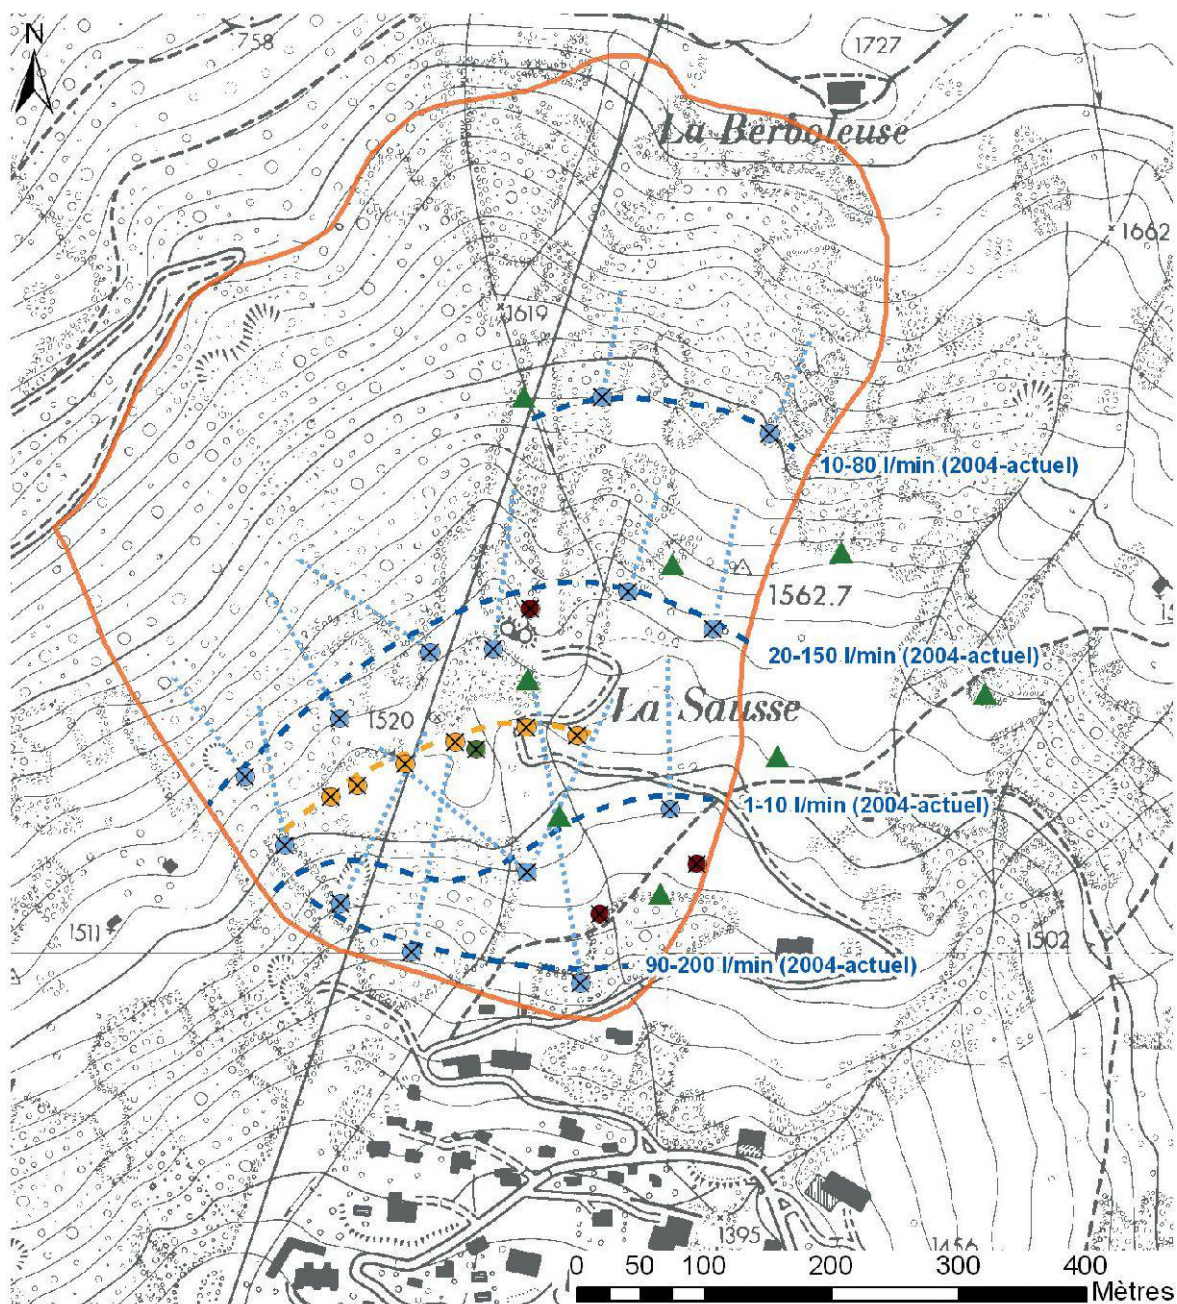 N
758
1727
La Berboleuse
1662
1619
10-80 l/min (2004-actuel)
1562.7
20-150 l/min (2004-actuel)
La Sausse
1520
1-10 l/min (2004-actuel)
1511
1502
90-200 l/min (2004-actuel)
1395
1456
0 50 100 200 300 400
Mètres